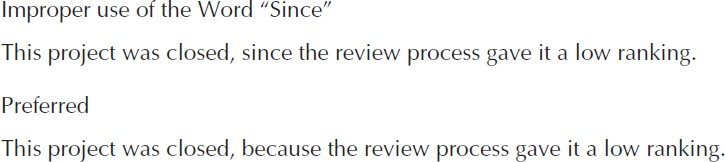 Improper use of the Word “Since”
This project was closed, since the review process gave it a low ranking.
Preferred
This project was closed, because the review process gave it a low ranking.